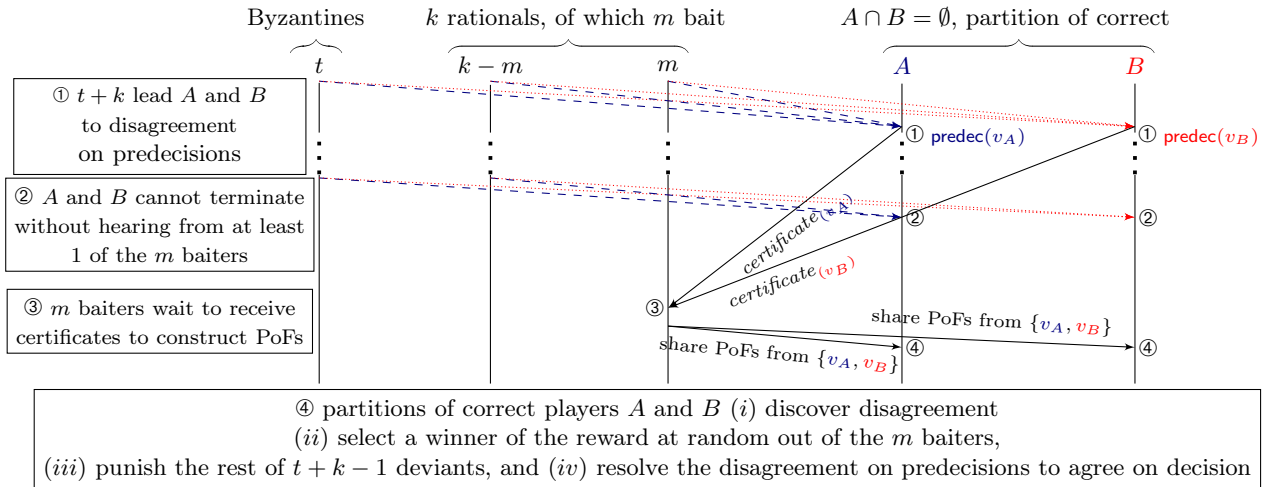 Byzantines k rationals, of which m bait A ∩ B = ∅, partition of correct
t k − m m A B
① t + k lead A and B
to disagreement
on predecisions
① predec(v_A) ① predec(v_B)
② A and B cannot terminate
without hearing from at least
1 of the m baiters
② ②
certificate(v_A)
certificate(v_B)
③ m baiters wait to receive
certificates to construct PoFs
③
share PoFs from {v_A, v_B}
share PoFs from {v_A, v_B}
④ ④
④ partitions of correct players A and B (i) discover disagreement
(ii) select a winner of the reward at random out of the m baiters,
(iii) punish the rest of t + k − 1 deviants, and (iv) resolve the disagreement on predecisions to agree on decision